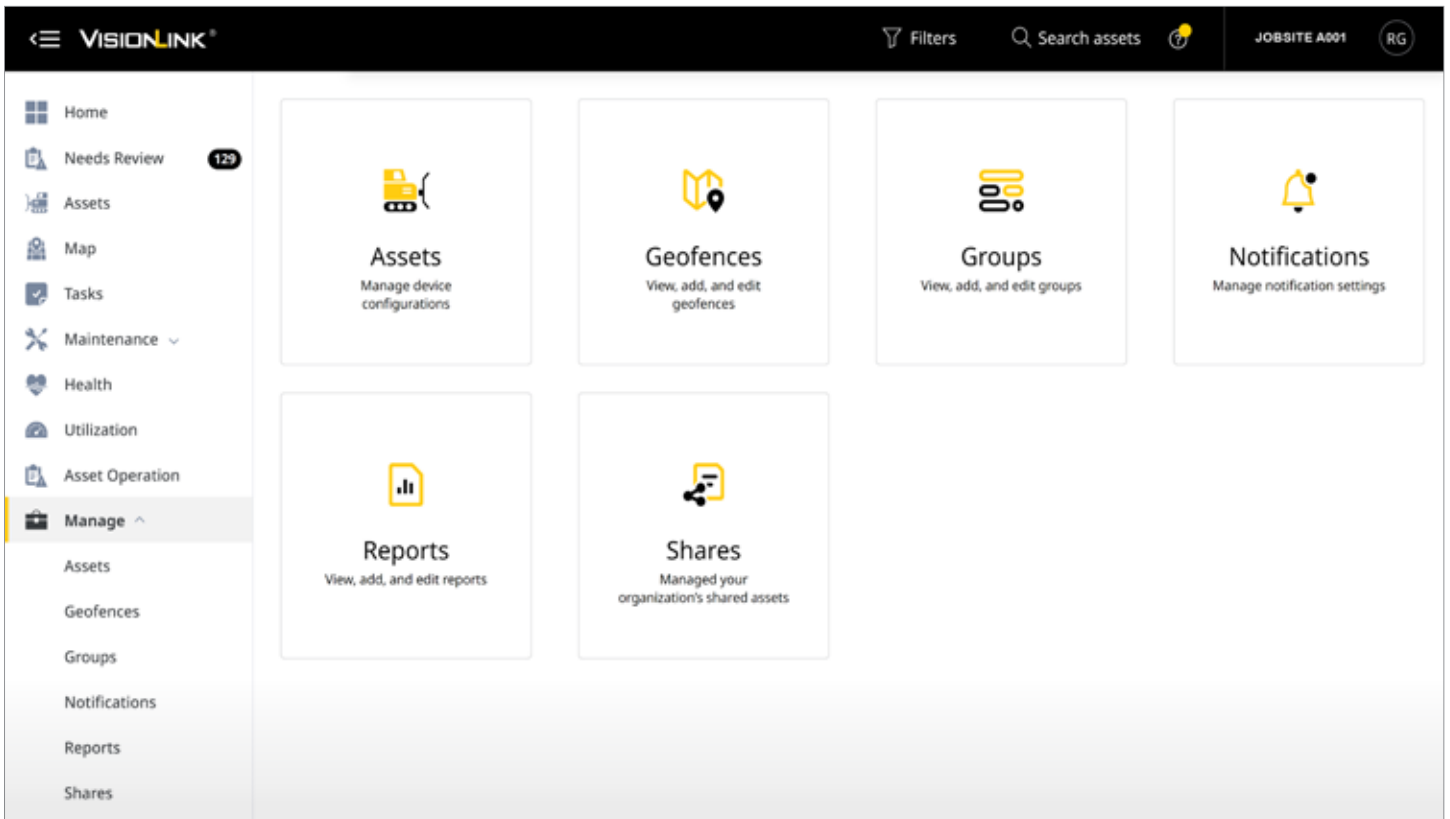 VISIONLINK®
Filters
Search assets
JOBSITE A001
RG
Home
Needs Review 129
Assets
Map
Tasks
Maintenance
Health
Utilization
Asset Operation
Manage
Assets
Geofences
Groups
Notifications
Reports
Shares
Assets
Manage device
configurations
Geofences
View, add, and edit
geofences
Groups
View, add, and edit groups
Notifications
Manage notification settings
Reports
View, add, and edit reports
Shares
Managed your
organization's shared assets